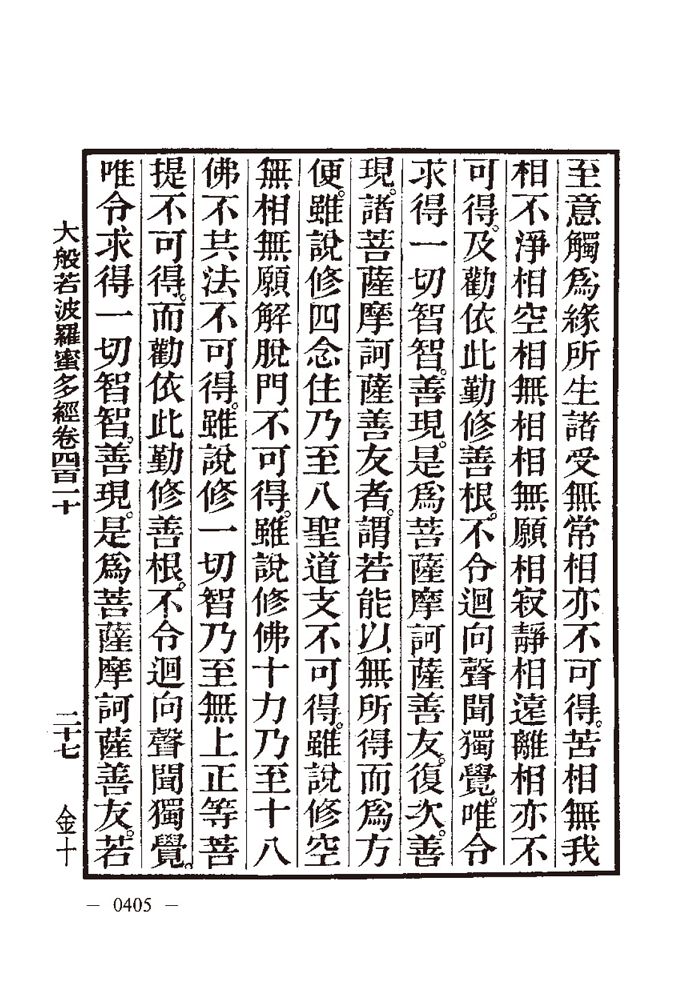 至意觸爲緣所生諸受無常相亦不可得。苦相無我
相不淨相空相無相相無願相寂靜相遠離相亦不
可得。及勸依此勤修善根。不令迴向聲聞獨覺。唯令
求得一切智智。善現。是爲菩薩摩訶薩善友。復次。善
現。諸菩薩摩訶薩善友者。謂若能以無所得而爲方
便。雖說修四念住乃至八聖道支不可得。雖說修空
無相無願解脫門不可得。雖說修佛十力乃至十八
佛不共法不可得。雖說修一切智乃至無上正等菩
提不可得。而勸依此勤修善根。不令迴向聲聞獨覺。
唯令求得一切智智。善現。是爲菩薩摩訶薩善友。若
大般若波羅蜜多經卷四百一十 二十七 金十
— 0405 —